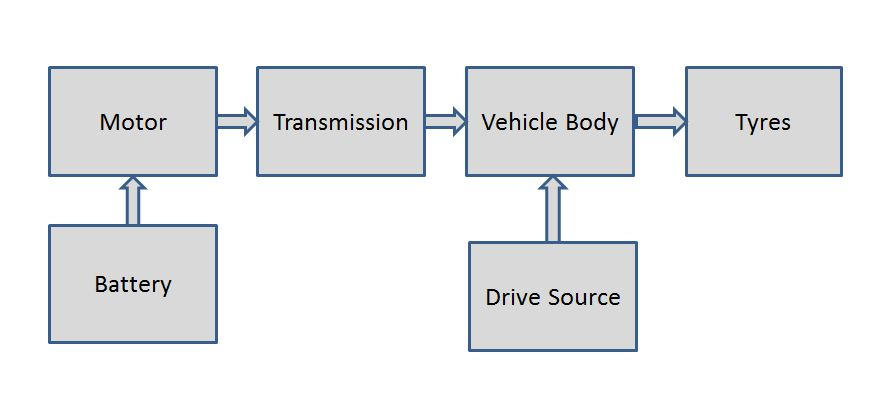 Motor
Transmission
Vehicle Body
Tyres
Battery
Drive Source